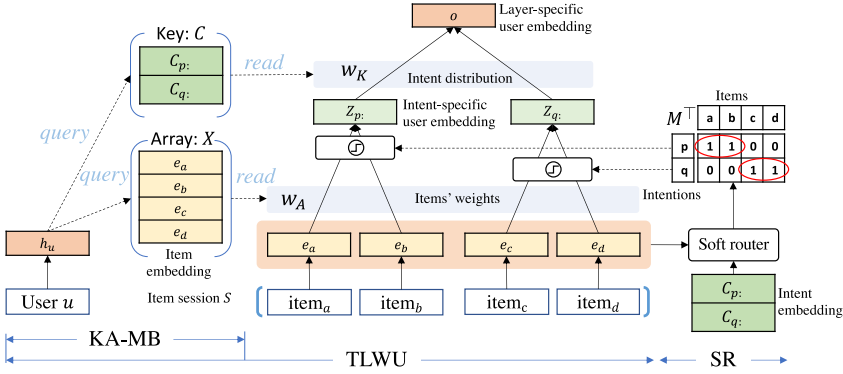 o
Layer-specific
user embedding
Key: C
C_p:
C_q:
read
w_K
Intent distribution
Z_p:
Intent-specific
user embedding
Z_q:
Items
M^⊤
a b c d
p 1 1 0 0
q 0 0 1 1
Intentions
query
Array: X
query
e_a
e_b
e_c
e_d
read
w_A
Items' weights
h_u
Item
embedding
e_a
e_b
e_c
e_d
Soft router
User u
Item session S
item_a
item_b
item_c
item_d
C_p:
C_q:
Intent
embedding
KA-MB
TLWU
SR